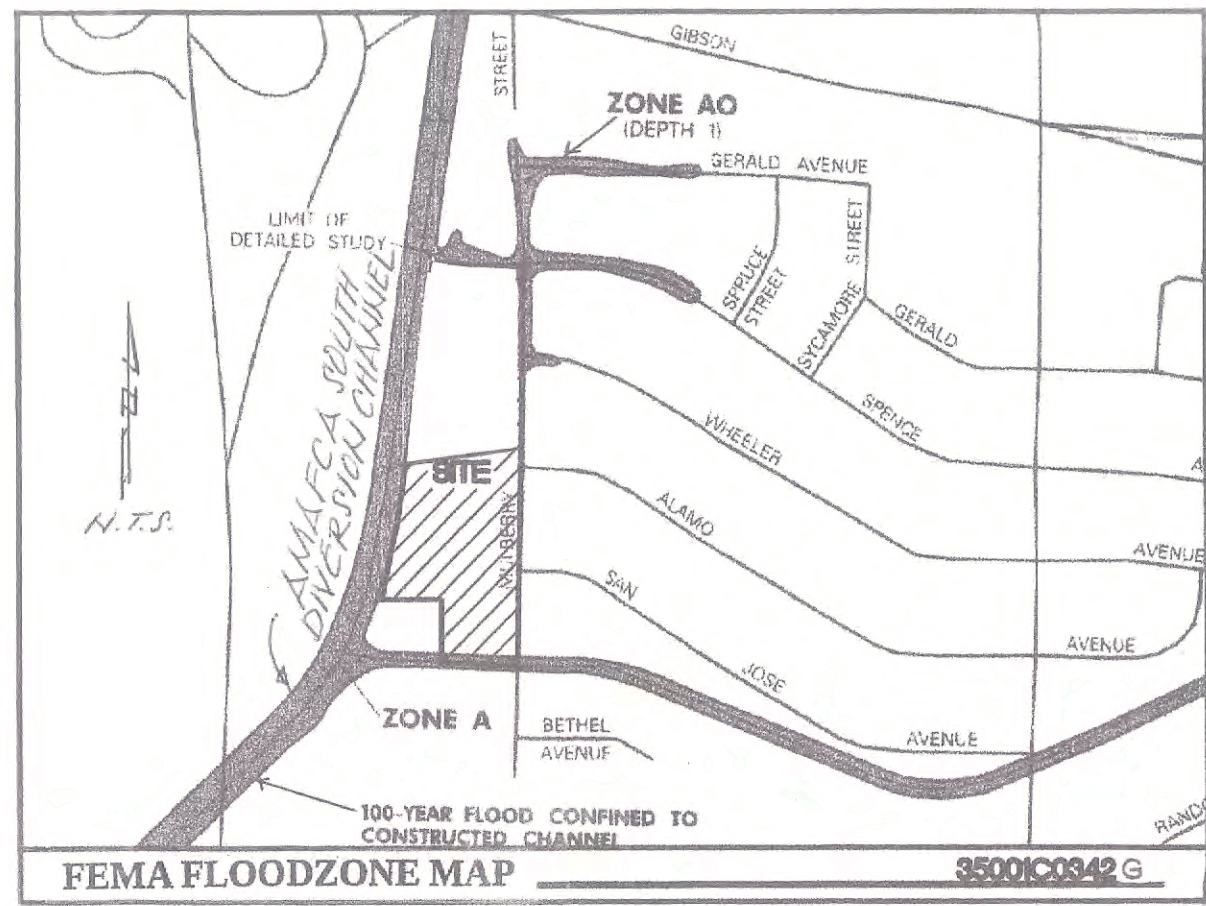 GIBSON
STREET
ZONE AO
(DEPTH 1)
GERALD AVENUE
LIMIT OF
DETAILED STUDY
SPRUCE
STREET
SYCAMORE STREET
GERALD
AMAFCA SOUTH
DIVERSION CHANNEL
N.T.S.
SPENCE
WHEELER
SITE
MULBERRY
ALAMO
A
AVENUE
SAN
JOSE
AVENUE
ZONE A
BETHEL
AVENUE
AVENUE
100-YEAR FLOOD CONFINED TO
CONSTRUCTED CHANNEL
RANDO
FEMA FLOODZONE MAP
35001C0342 G